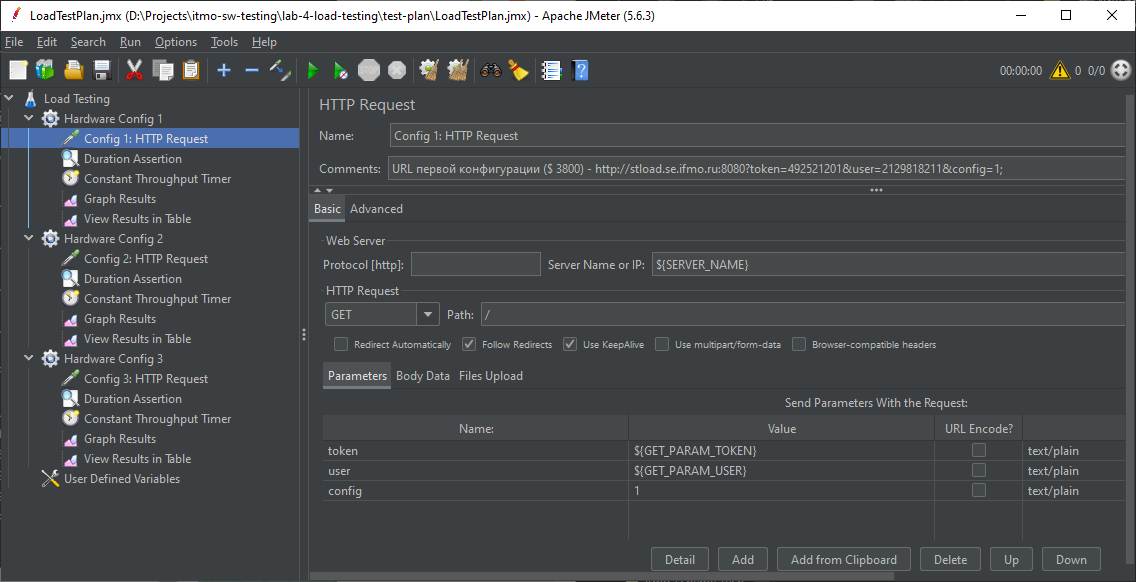 LoadTestPlan.jmx (D:\Projects\itmo-sw-testing\lab-4-load-testing\test-plan\LoadTestPlan.jmx) - Apache JMeter (5.6.3)
File Edit Search Run Options Tools Help
STOP 00:00:00 0 0/0
Load Testing
Hardware Config 1
Config 1: HTTP Request
Duration Assertion
Constant Throughput Timer
Graph Results
View Results in Table
Hardware Config 2
Config 2: HTTP Request
Duration Assertion
Constant Throughput Timer
Graph Results
View Results in Table
Hardware Config 3
Config 3: HTTP Request
Duration Assertion
Constant Throughput Timer
Graph Results
View Results in Table
User Defined Variables
HTTP Request
Name: Config 1: HTTP Request
Comments: URL первой конфигурации ($ 3800) - http://stload.se.ifmo.ru:8080?token=492521201&user=2129818211&config=1;
Basic Advanced
Web Server
Protocol [http]: Server Name or IP: ${SERVER_NAME}
HTTP Request
GET Path: /
Redirect Automatically Follow Redirects Use KeepAlive Use multipart/form-data Browser-compatible headers
Parameters Body Data Files Upload
Send Parameters With the Request:
Name: Value URL Encode?
token ${GET_PARAM_TOKEN} text/plain
user ${GET_PARAM_USER} text/plain
config 1 text/plain
Detail Add Add from Clipboard Delete Up Down